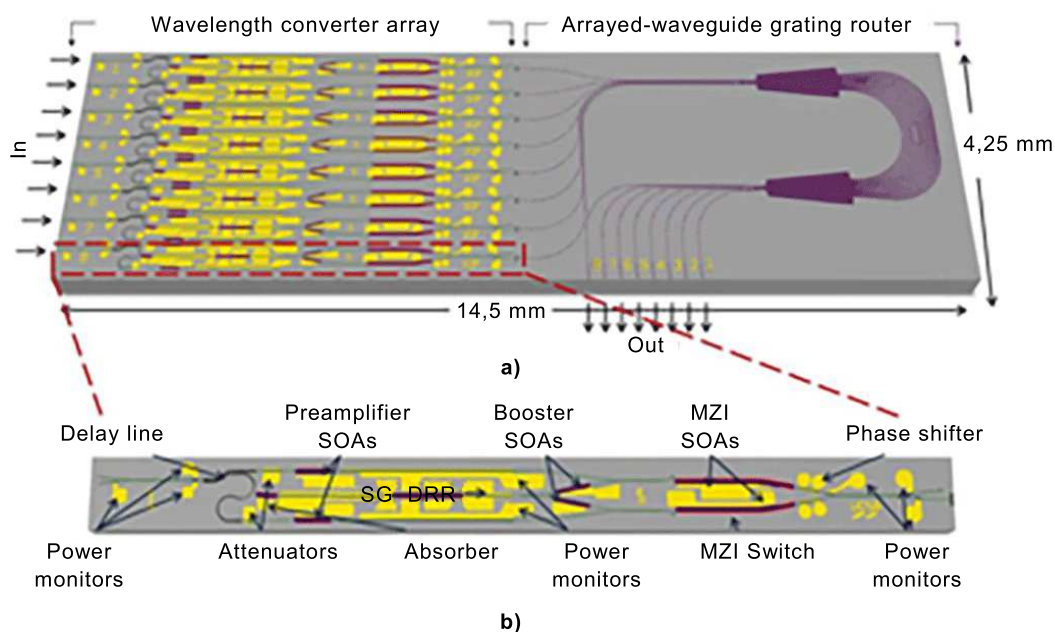 Wavelength converter array
Arrayed-waveguide grating router
In
4,25 mm
14,5 mm
Out
a)
Preamplifier
SOAs
Booster
SOAs
MZI
SOAs
Delay line
Phase shifter
SG DRR
Power
monitors
Attenuators
Absorber
Power
monitors
MZI Switch
Power
monitors
b)